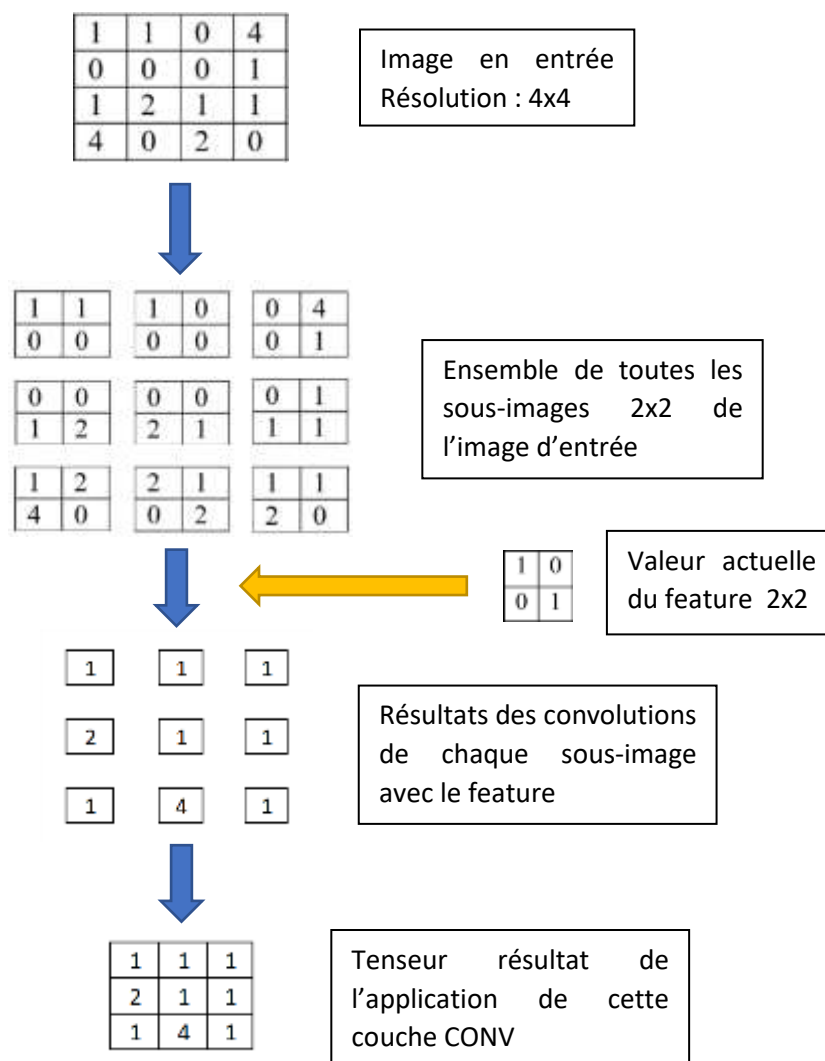 1 1 0 4
0 0 0 1
1 2 1 1
4 0 2 0
Image en entrée
Résolution : 4x4
1 1 1 0 0 4
0 0 0 0 0 1
0 0 0 0 0 1
1 2 2 1 1 1
1 2 2 1 1 1
4 0 0 2 2 0
Ensemble de toutes les
sous-images 2x2 de
l'image d'entrée
1 0
0 1
Valeur actuelle
du feature 2x2
1 1 1
2 1 1
1 4 1
Résultats des convolutions
de chaque sous-image
avec le feature
1 1 1
2 1 1
1 4 1
Tenseur résultat de
l'application de cette
couche CONV